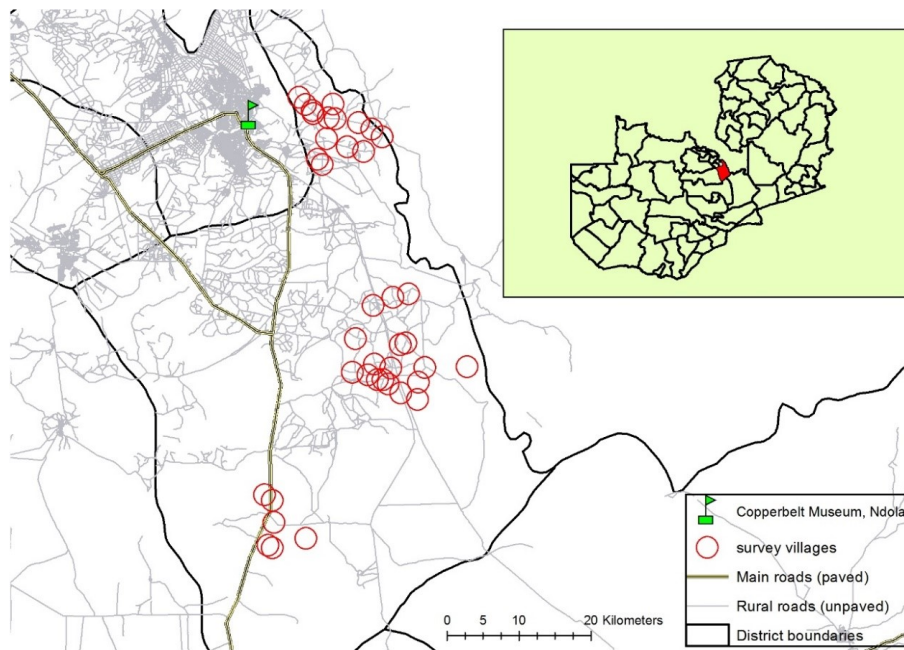 Copperbelt Museum, Ndola
survey villages
Main roads (paved)
Rural roads (unpaved)
District boundaries
0 5 10 20 Kilometers